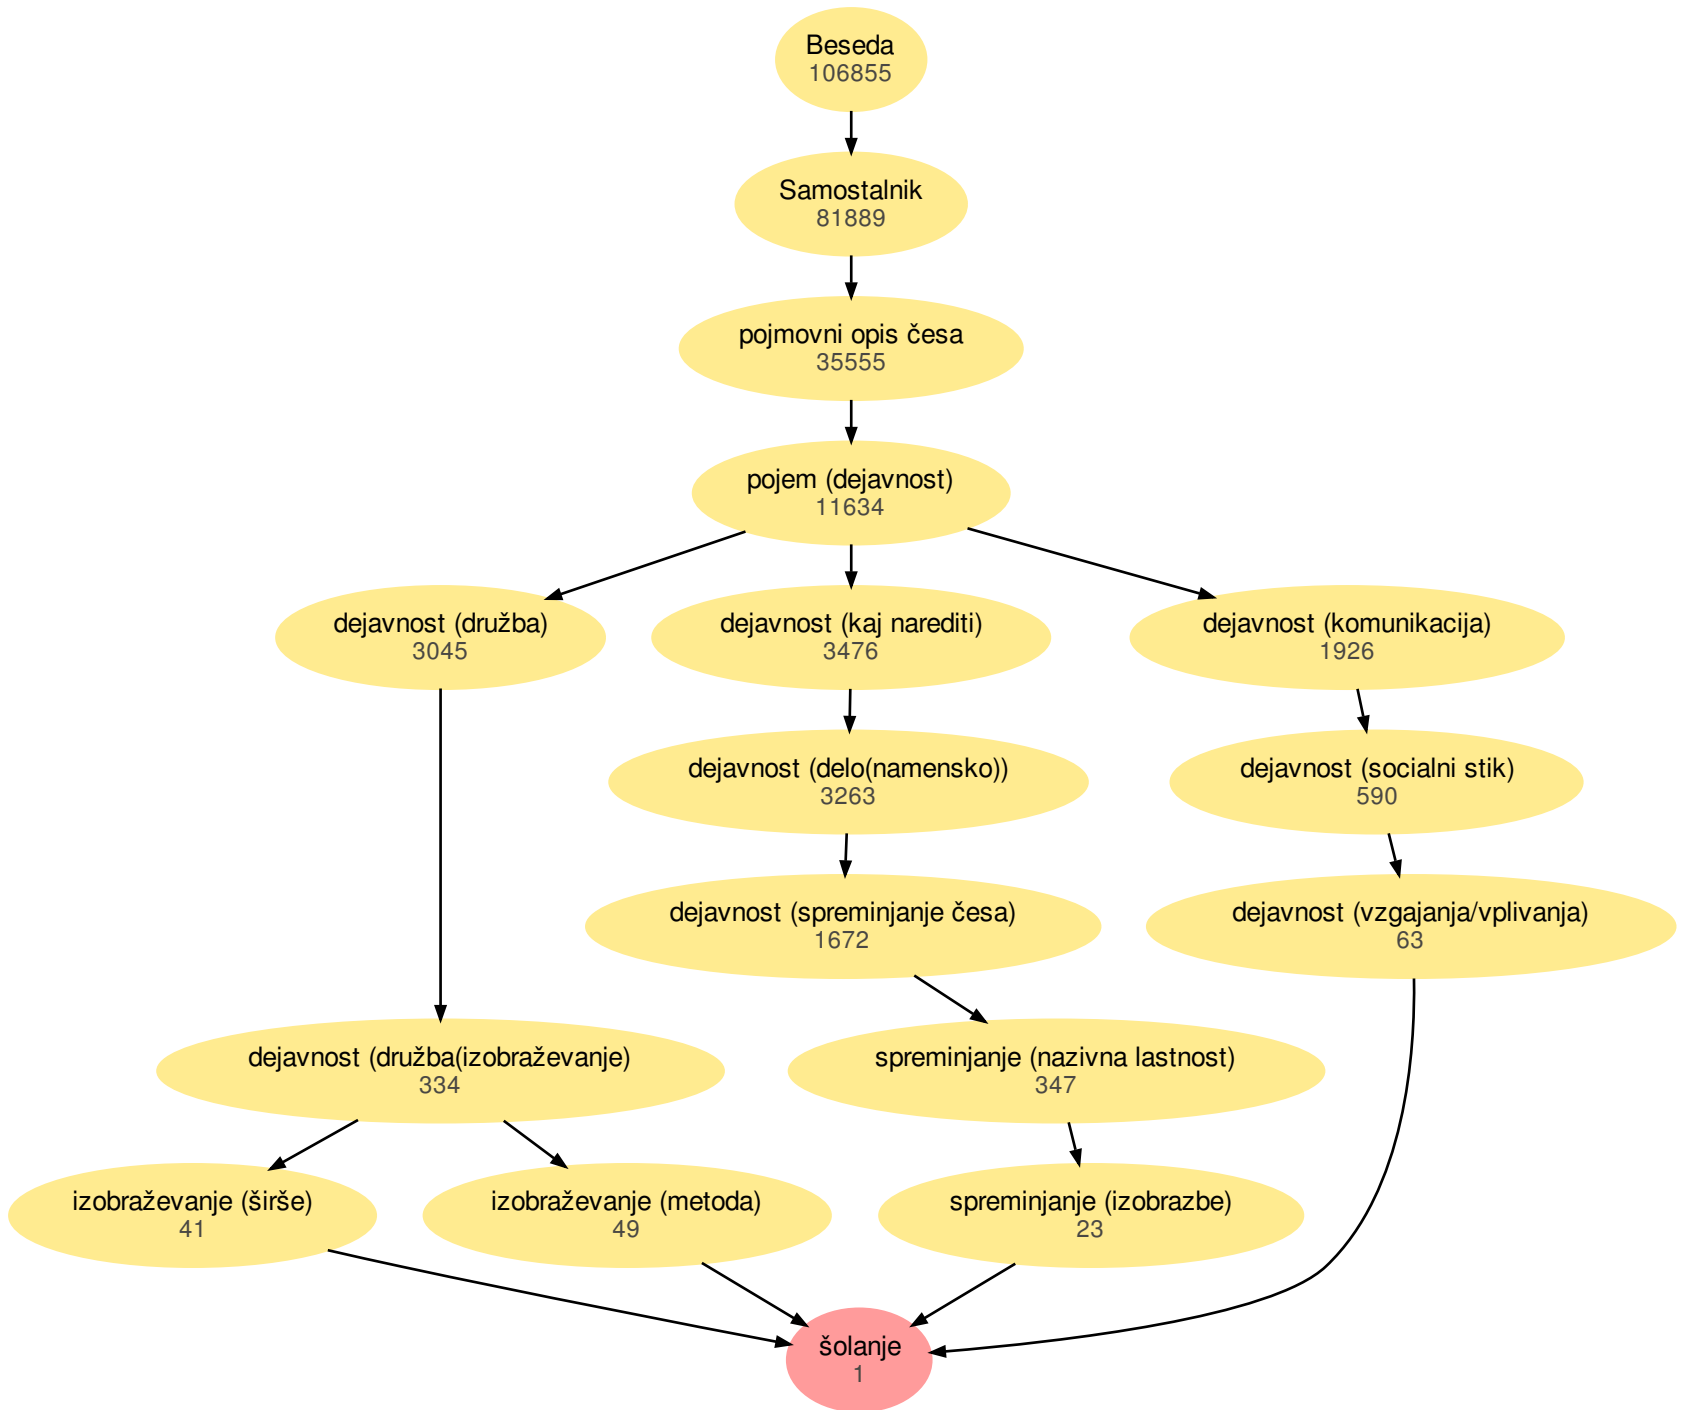 Beseda
106855
Samostalnik
81889
pojmovni opis česa
35555
pojem (dejavnost)
11634
dejavnost (družba)
3045
dejavnost (kaj narediti)
3476
dejavnost (komunikacija)
1926
dejavnost (delo(namensko))
3263
dejavnost (socialni stik)
590
dejavnost (spreminjanje česa)
1672
dejavnost (vzgajanja/vplivanja)
63
dejavnost (družba(izobraževanje)
334
spreminjanje (nazivna lastnost)
347
izobraževanje (širše)
41
izobraževanje (metoda)
49
spreminjanje (izobrazbe)
23
šolanje
1